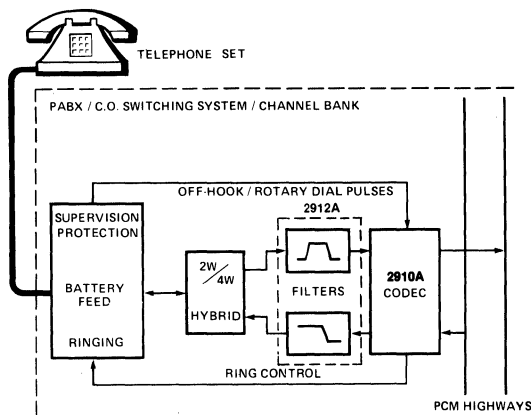 TELEPHONE SET
PABX / C.O. SWITCHING SYSTEM / CHANNEL BANK
OFF-HOOK / ROTARY DIAL PULSES
2912A
SUPERVISION
PROTECTION
BATTERY
FEED
RINGING
2W/4W
HYBRID
FILTERS
2910A
CODEC
RING CONTROL
PCM HIGHWAYS